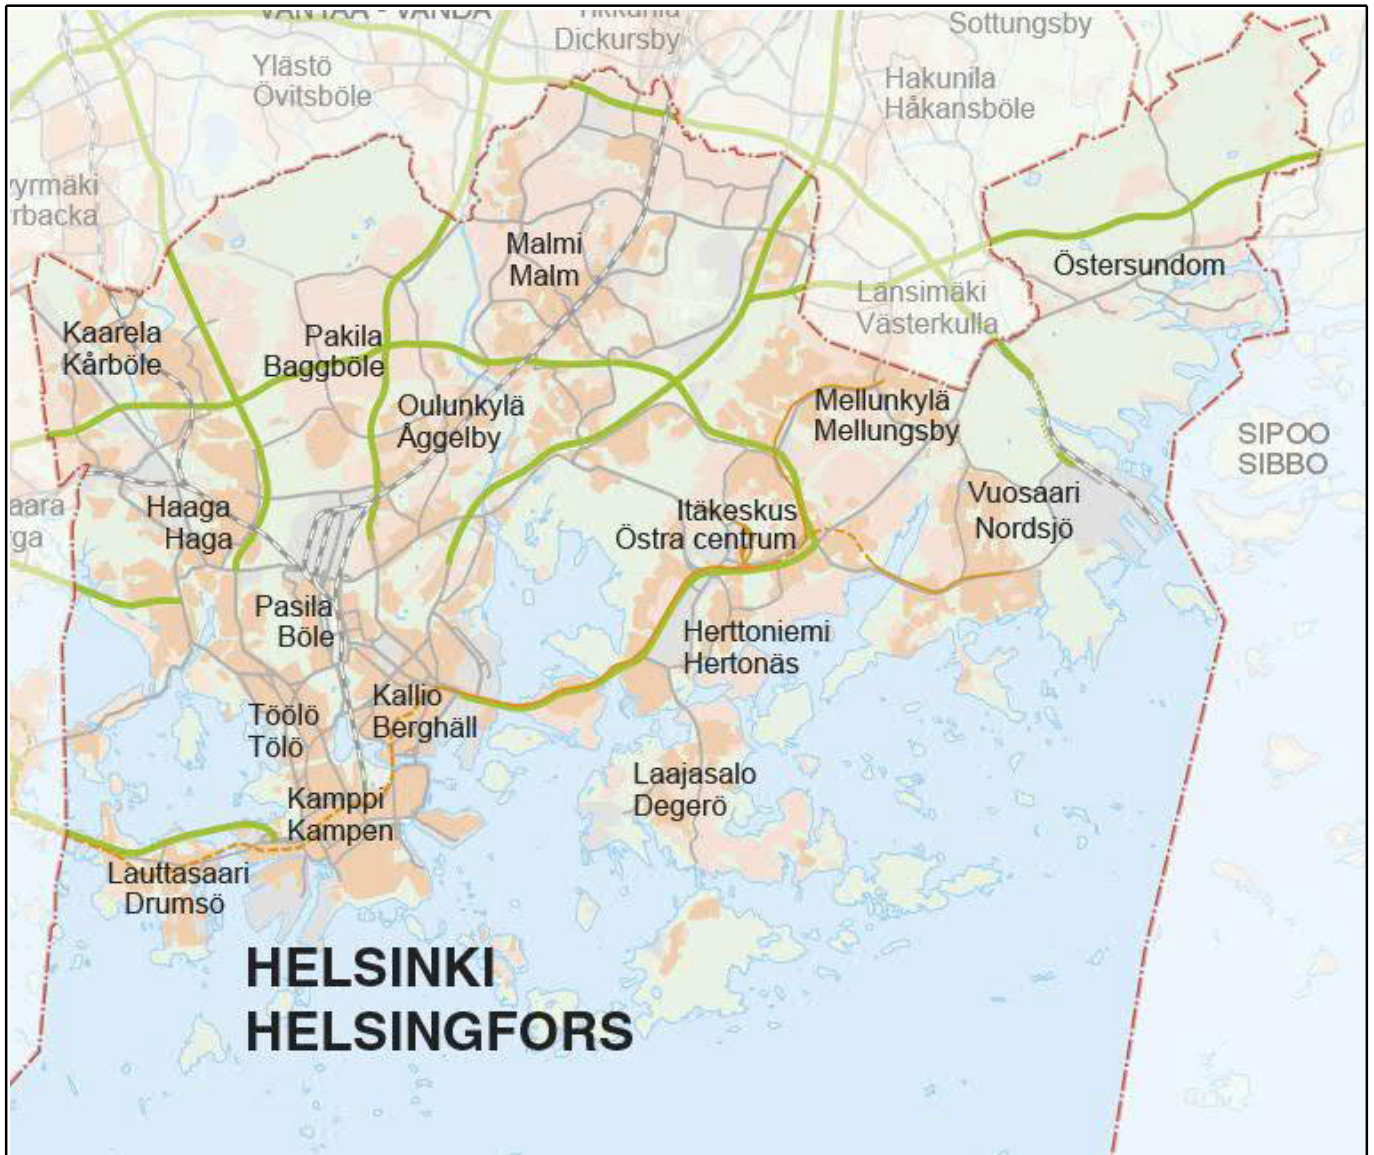 VANTAA - VANDA
Dickursby
Sottungsby
Ylästö
Övitsböle
Hakunila
Håkansböle
Malmi
Malm
Östersundom
Länsimäki
Västerkulla
Kaarela
Kårböle
Pakila
Baggböle
Oulunkylä
Åggelby
Mellunkylä
Mellungsby
SIPOO
SIBBO
Haaga
Haga
Itäkeskus
Östra centrum
Vuosaari
Nordsjö
Pasila
Böle
Herttoniemi
Hertonäs
Kallio
Berghäll
Töölö
Tölö
Laajasalo
Degerö
Kamppi
Kampen
Lauttasaari
Drumsö
HELSINKI
HELSINGFORS